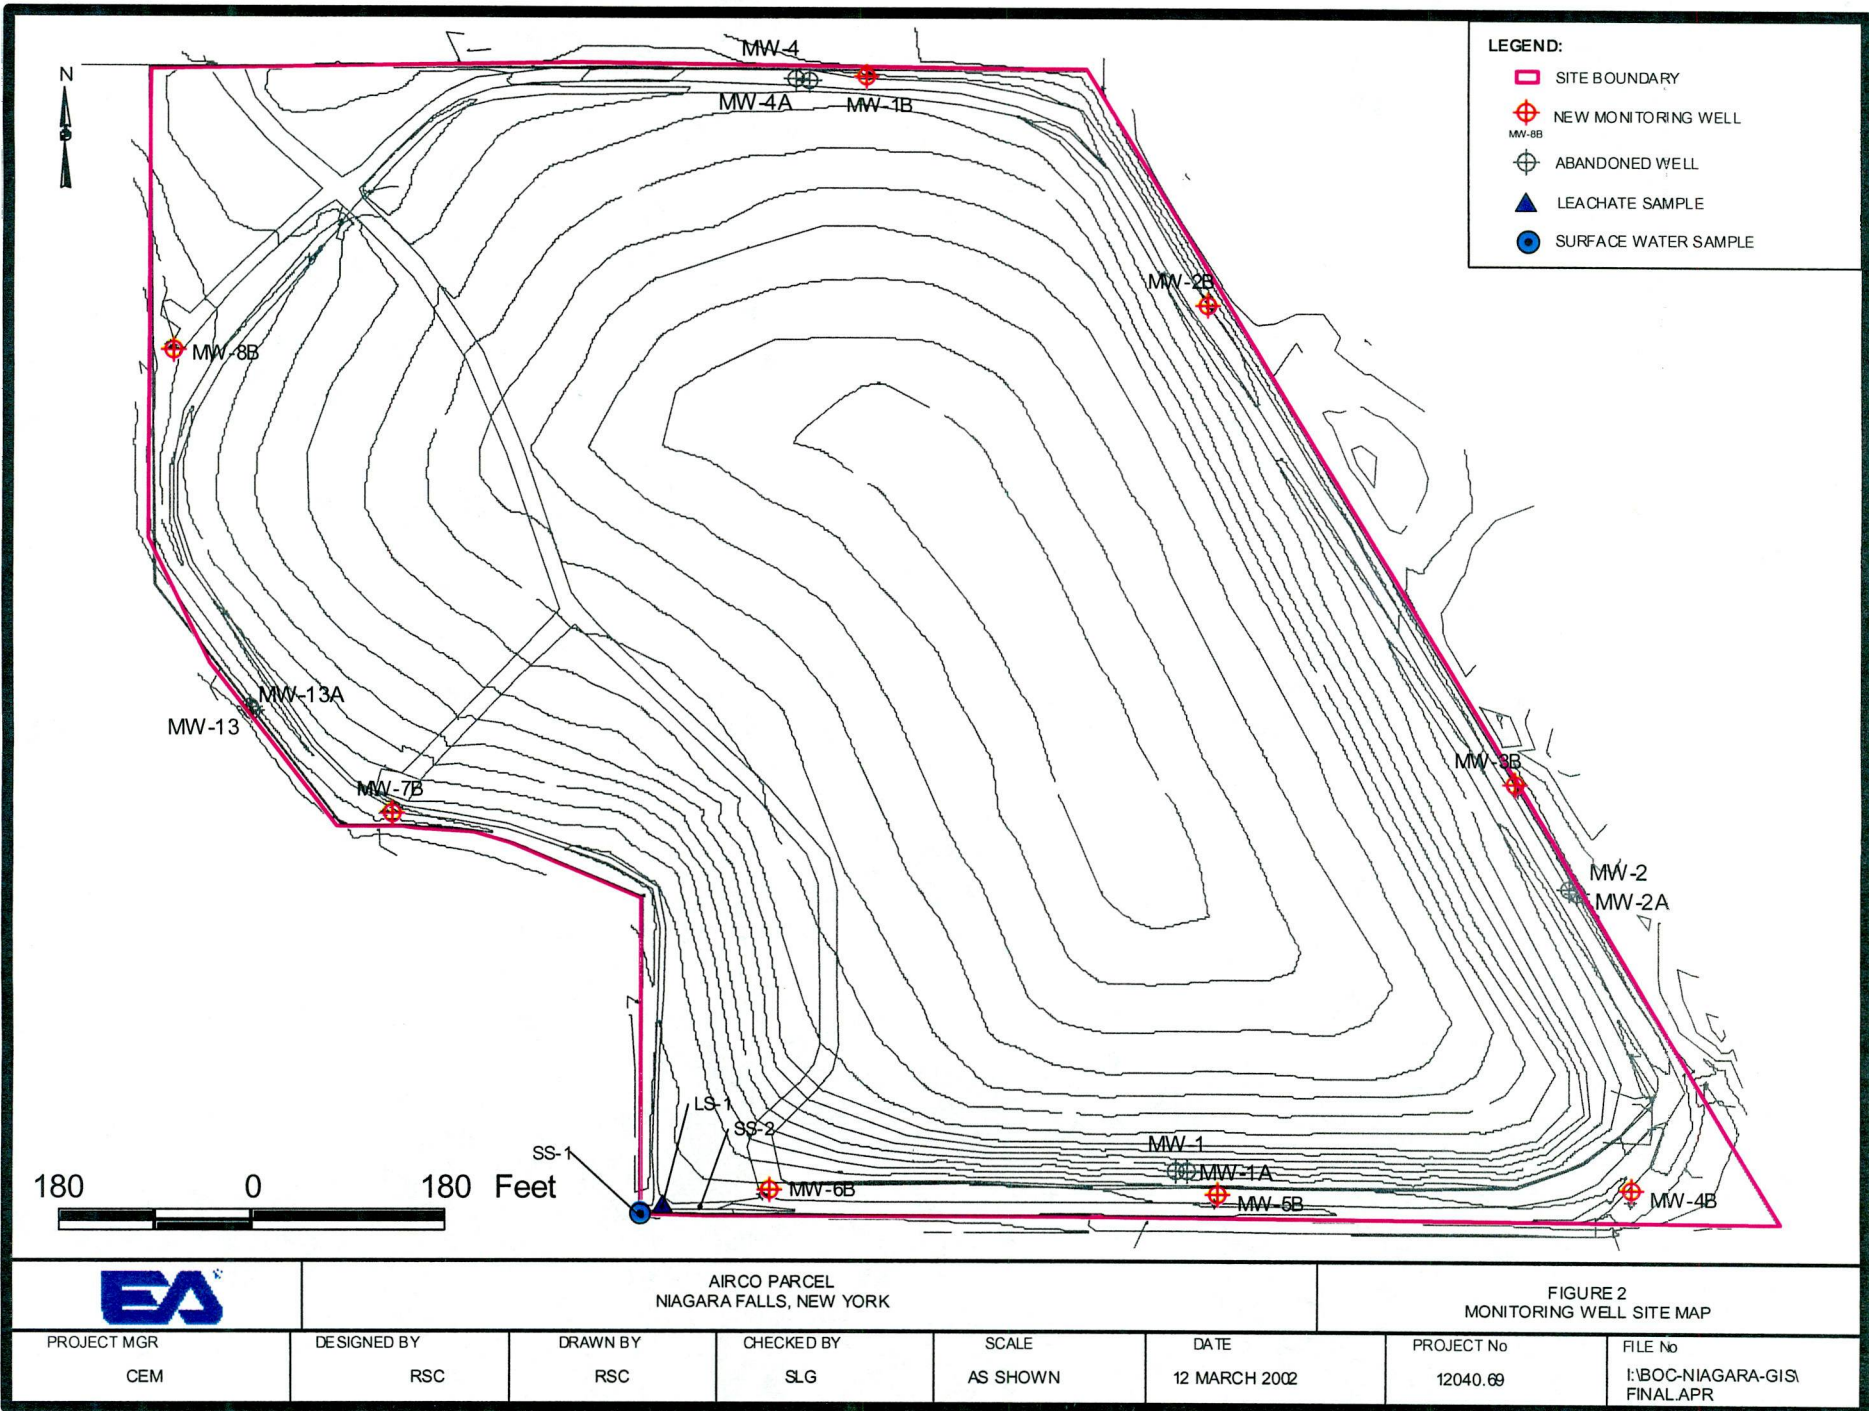 LEGEND:
SITE BOUNDARY
NEW MONITORING WELL
MW-8B
ABANDONED WELL
LEACHATE SAMPLE
SURFACE WATER SAMPLE
N
MW-4
MW-4A
MW-1B
MW-2B
MW-8B
MW-13A
MW-13
MW-7B
MW-3B
MW-2
MW-2A
LS-1
SS-2
SS-1
MW-1
MW-1A
MW-6B
MW-5B
MW-4B
180 0 180 Feet
EA
AIRCO PARCEL
NIAGARA FALLS, NEW YORK
FIGURE 2
MONITORING WELL SITE MAP
PROJECT MGR
CEM
DESIGNED BY
RSC
DRAWN BY
RSC
CHECKED BY
SLG
SCALE
AS SHOWN
DATE
12 MARCH 2002
PROJECT No
12040.69
FILE No
I:\BOC-NIAGARA-GIS\
FINAL.APR